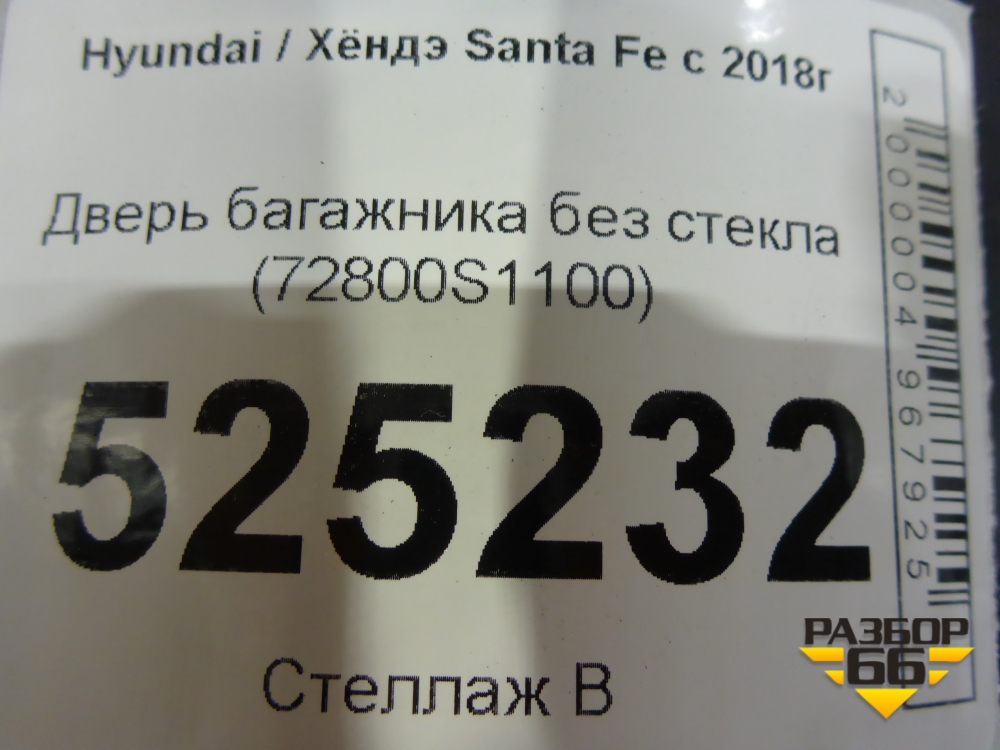 Hyundai / Хёндэ Santa Fe с 2018г
Дверь багажника без стекла
(72800S1100)
525232
Стеллаж В
2000004967925
РАЗБОР
66